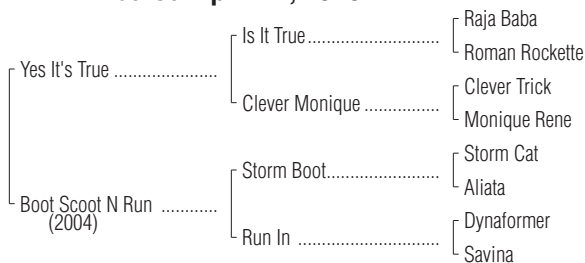 Yes It's True ......................
Is It True ............................
Raja Baba
Roman Rockette
Clever Monique ................
Clever Trick
Monique Rene
Boot Scoot N Run ............
(2004)
Storm Boot ........................
Storm Cat
Aliata
Run In ..............................
Dynaformer
Savina